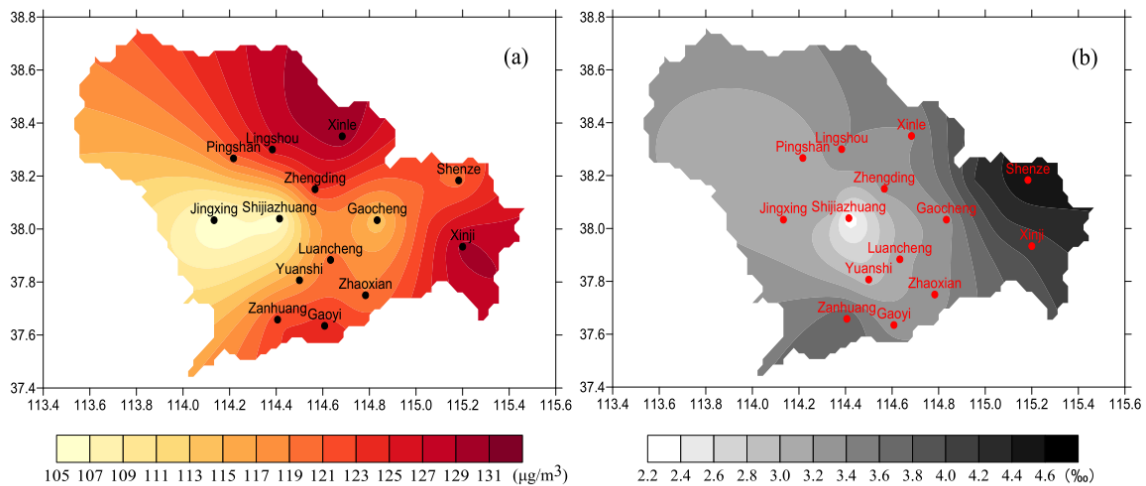 38.8
38.6
38.4
38.2
38.0
37.8
37.6
37.4
113.4 113.6 113.8 114.0 114.2 114.4 114.6 114.8 115.0 115.2 115.4 115.6
(a)
Xinle
Lingshou
Pingshan
Shenze
Zhengding
Jingxing
Shijiazhuang
Gaocheng
Xinji
Luancheng
Yuanshi
Zhaoxian
Zanhuang
Gaoyi
105 107 109 111 113 115 117 119 121 123 125 127 129 131 (μg/m³)
38.8
38.6
38.4
38.2
38.0
37.8
37.6
37.4
113.4 113.6 113.8 114.0 114.2 114.4 114.6 114.8 115.0 115.2 115.4 115.6
(b)
Xinle
Lingshou
Pingshan
Shenze
Zhengding
Jingxing
Shijiazhuang
Gaocheng
Xinji
Luancheng
Yuanshi
Zhaoxian
Zanhuang
Gaoyi
2.2 2.4 2.6 2.8 3.0 3.2 3.4 3.6 3.8 4.0 4.2 4.4 4.6 (‰)